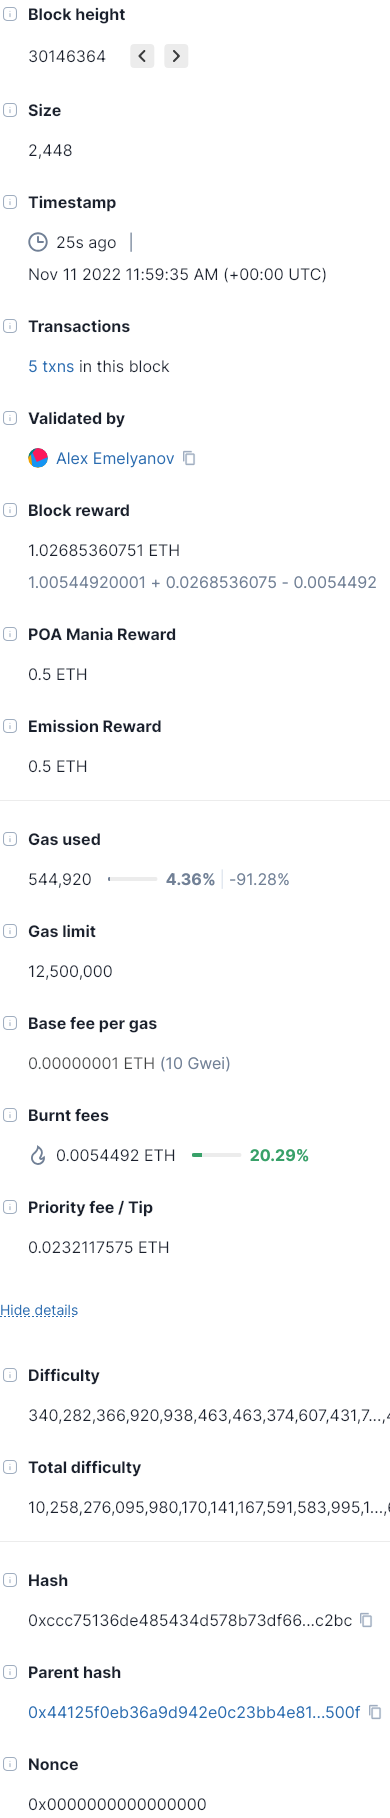 Block height
30146364
Size
2,448
Timestamp
25s ago
Nov 11 2022 11:59:35 AM (+00:00 UTC)
Transactions
5 txns in this block
Validated by
Alex Emelyanov
Block reward
1.02685360751 ETH
1.00544920001 + 0.0268536075 - 0.0054492
POA Mania Reward
0.5 ETH
Emission Reward
0.5 ETH
Gas used
544,920 4.36% -91.28%
Gas limit
12,500,000
Base fee per gas
0.00000001 ETH (10 Gwei)
Burnt fees
0.0054492 ETH 20.29%
Priority fee / Tip
0.0232117575 ETH
Hide details
Difficulty
340,282,366,920,938,463,463,374,607,431,7...,
Total difficulty
10,258,276,095,980,170,141,167,591,583,995,1...,
Hash
0xccc75136de485434d578b73df66...c2bc
Parent hash
0x44125f0eb36a9d942e0c23bb4e81...500f
Nonce
0x0000000000000000